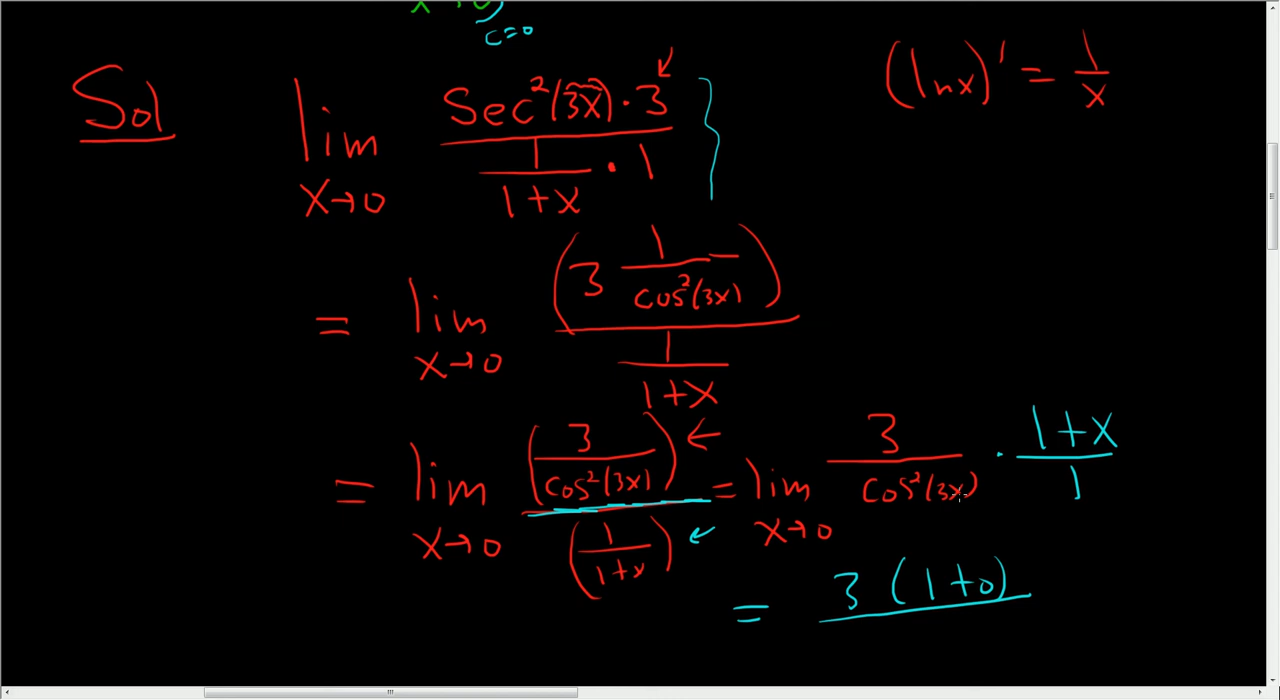 x→0
c=0
Sol lim x→0 (sec²(3x)·3)/((1/(1+x))·1) (ln x)' = 1/x
= lim x→0 (3 1/cos²(3x))/(1/(1+x))
= lim x→0 (3/cos²(3x))/(1/(1+x)) = lim x→0 3/cos²(3x) · (1+x)/1
= 3(1+0)